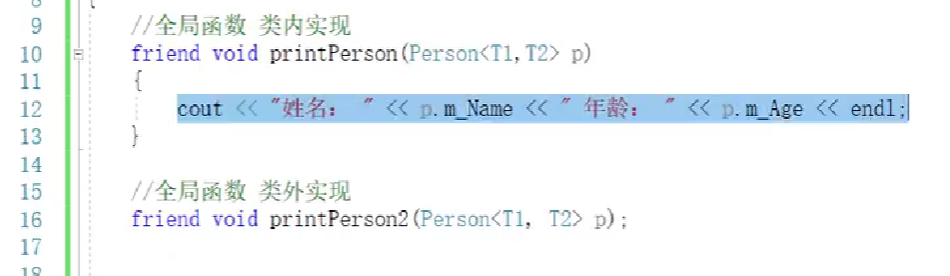 9 //全局函数 类内实现
10 friend void printPerson(Person<T1,T2> p)
11 {
12 cout << "姓名： " << p.m_Name << " 年龄： " << p.m_Age << endl;
13 }
14
15 //全局函数 类外实现
16 friend void printPerson2(Person<T1, T2> p);
17